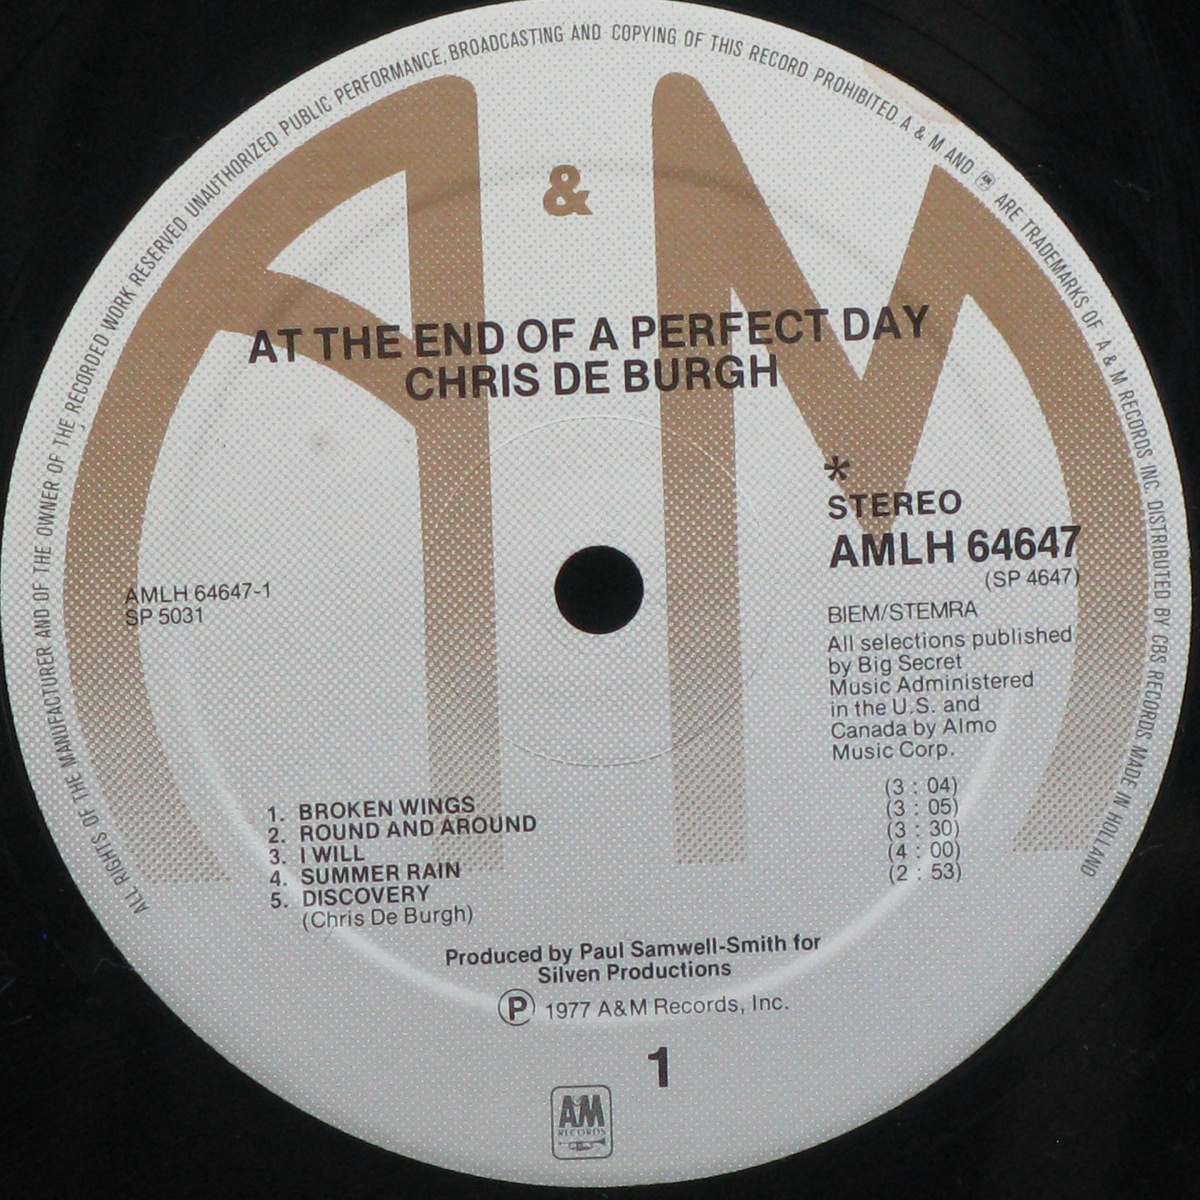 ALL RIGHTS OF THE MANUFACTURER AND OF THE OWNER OF THE RECORDED WORK RESERVED UNAUTHORIZED PUBLIC PERFORMANCE, BROADCASTING AND COPYING OF THIS RECORD PROHIBITED. A & M AND AM ARE TRADEMARKS OF A & M RECORDS INC. DISTRIBUTED BY CBS RECORDS. MADE IN HOLLAND
A & M
AT THE END OF A PERFECT DAY
CHRIS DE BURGH
*
STEREO
AMLH 64647
(SP 4647)
AMLH 64647-1
SP 5031
BIEM/STEMRA
All selections published
by Big Secret
Music Administered
in the U.S. and
Canada by Almo
Music Corp.
1. BROKEN WINGS (3 : 04)
2. ROUND AND AROUND (3 : 05)
3. I WILL (3 : 30)
4. SUMMER RAIN (4 : 00)
5. DISCOVERY (2 : 53)
(Chris De Burgh)
Produced by Paul Samwell-Smith for
Silven Productions
Ⓟ 1977 A&M Records, Inc.
1
AM
RECORDS